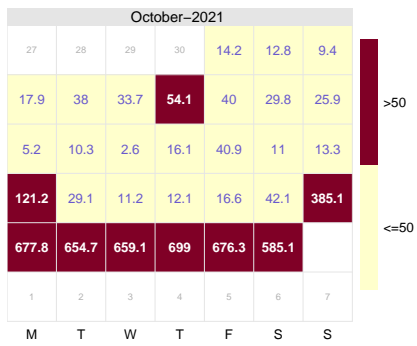 October−2021
27 28 29 30 14.2 12.8 9.4
17.9 38 33.7 54.1 40 29.8 25.9
5.2 10.3 2.6 16.1 40.9 11 13.3
121.2 29.1 11.2 12.1 16.6 42.1 385.1
677.8 654.7 659.1 699 676.3 585.1
1 2 3 4 5 6 7
M T W T F S S
>50
<=50